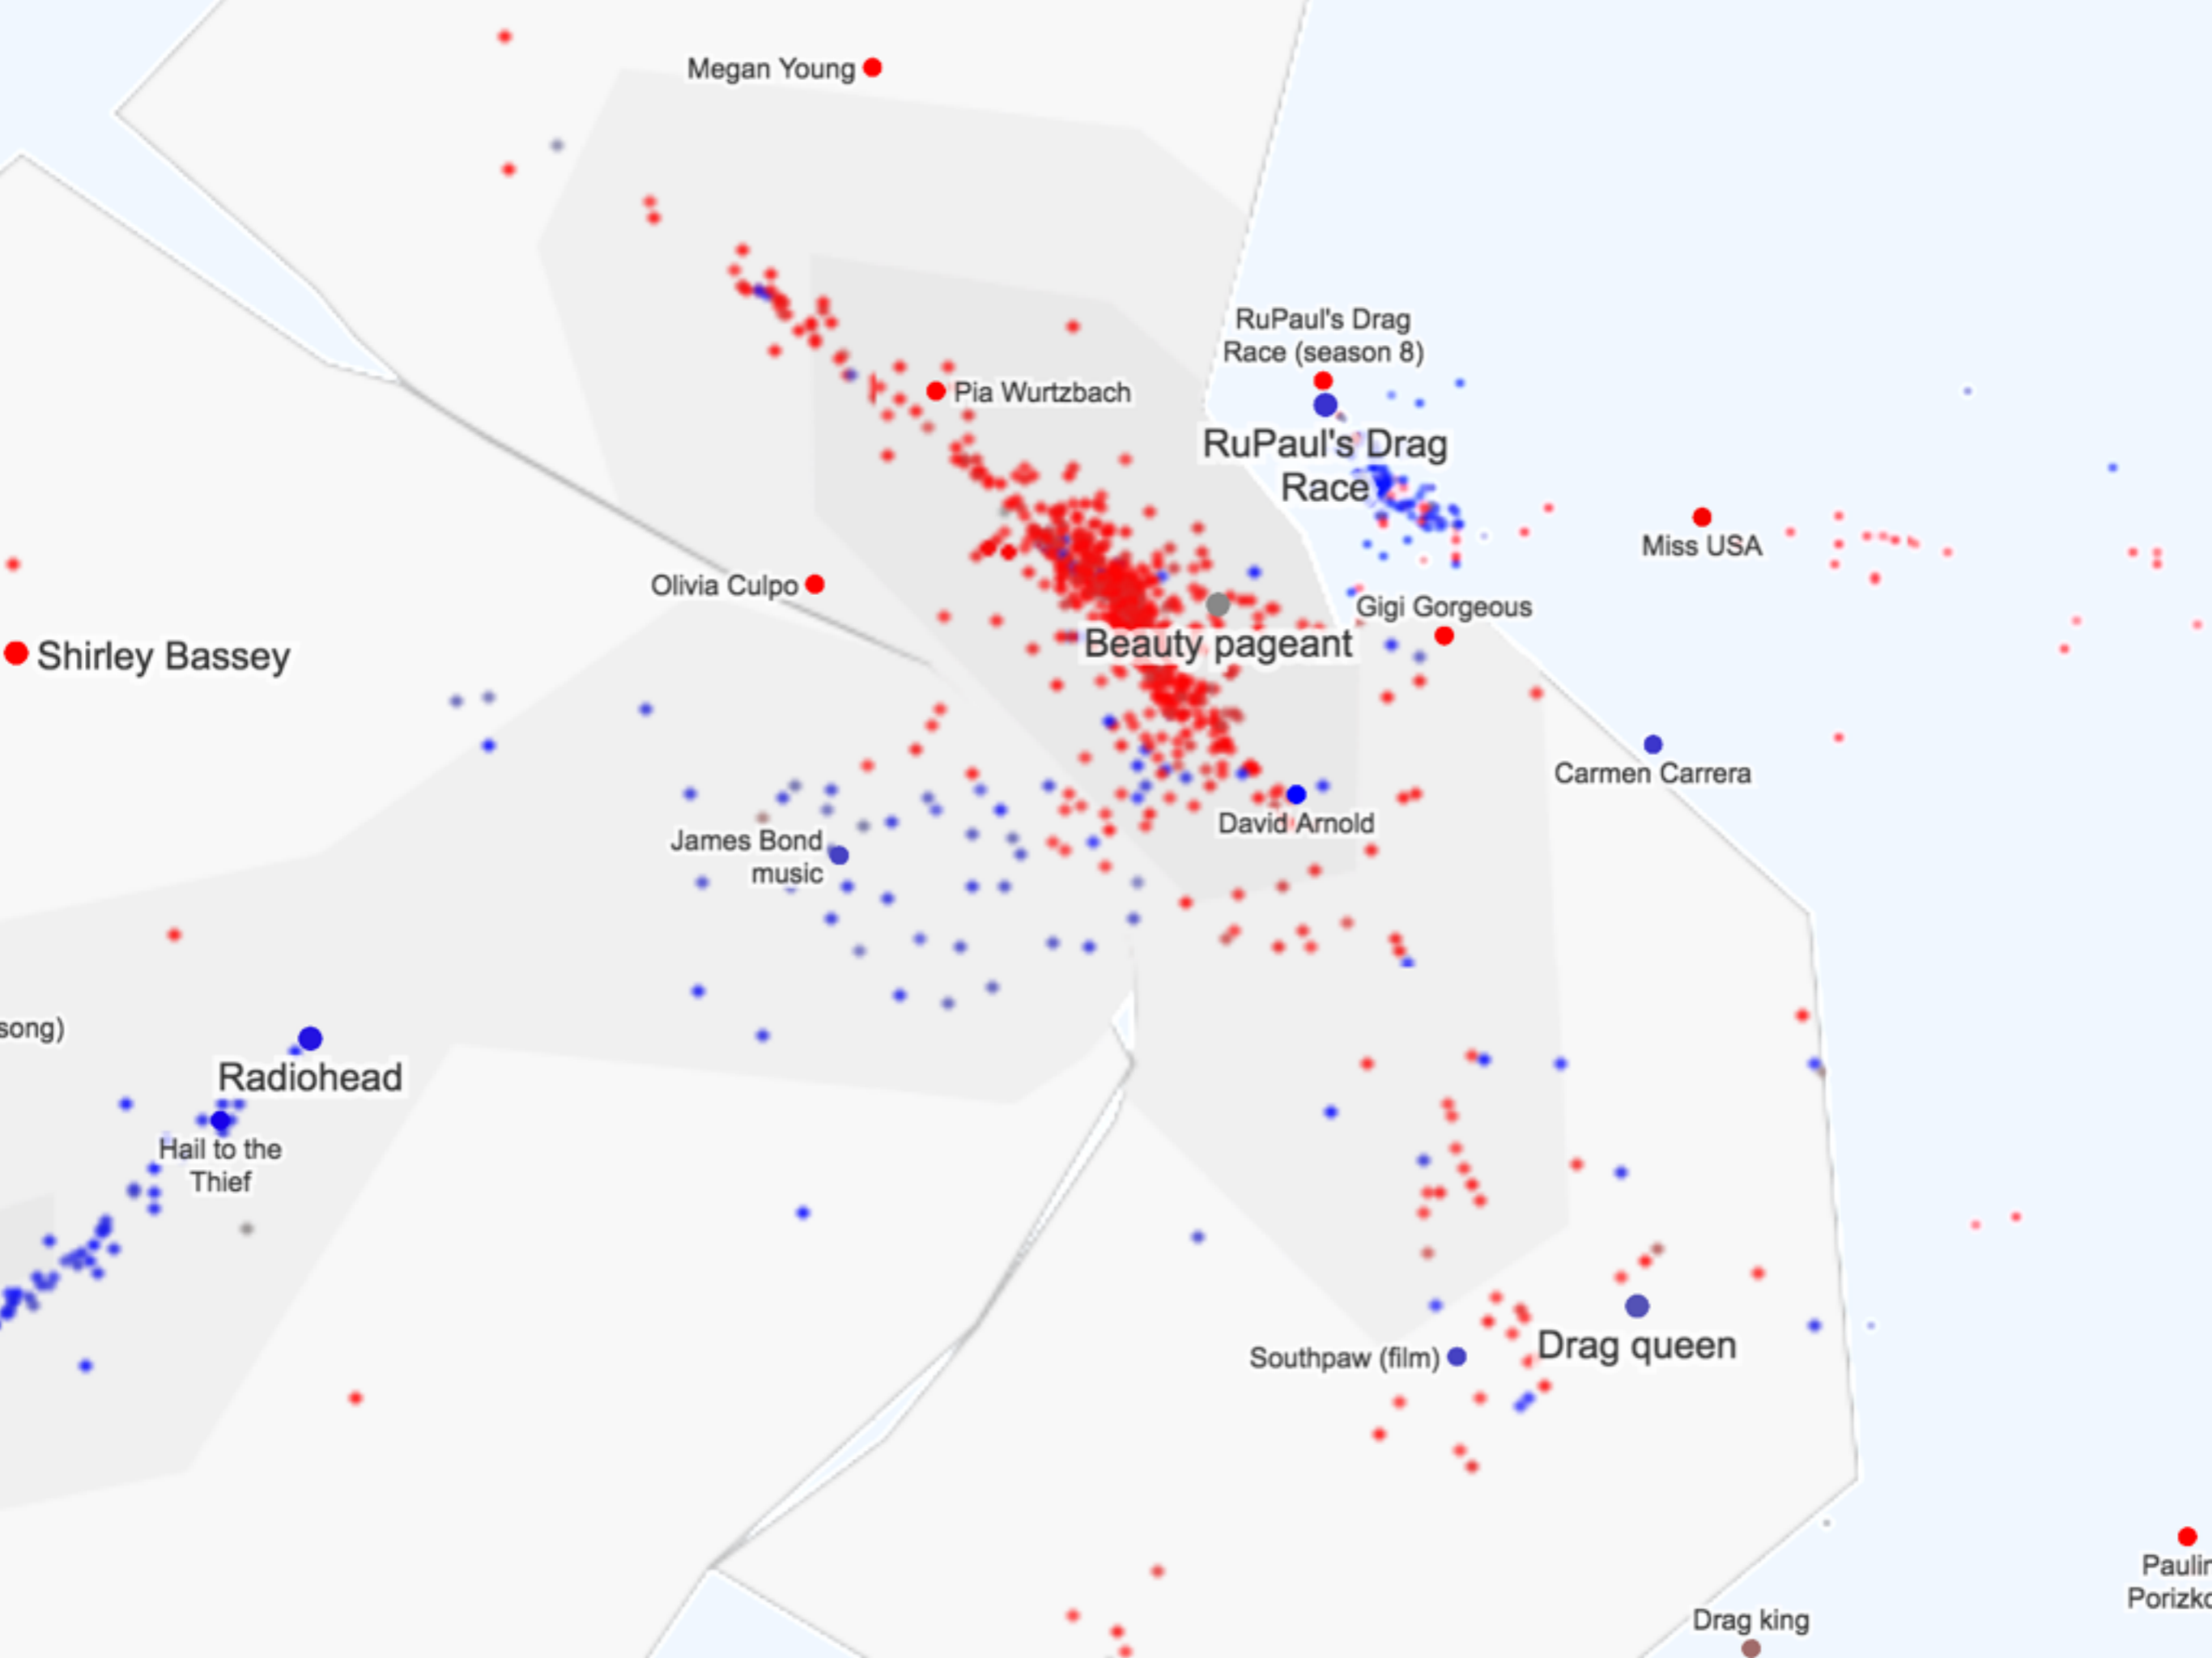 Megan Young
RuPaul's Drag
Race (season 8)
Pia Wurtzbach
RuPaul's Drag
Race
Miss USA
Olivia Culpo
Gigi Gorgeous
Beauty pageant
Shirley Bassey
Carmen Carrera
David Arnold
James Bond
music
song)
Radiohead
Hail to the
Thief
Drag queen
Southpaw (film)
Paulin
Porizko
Drag king